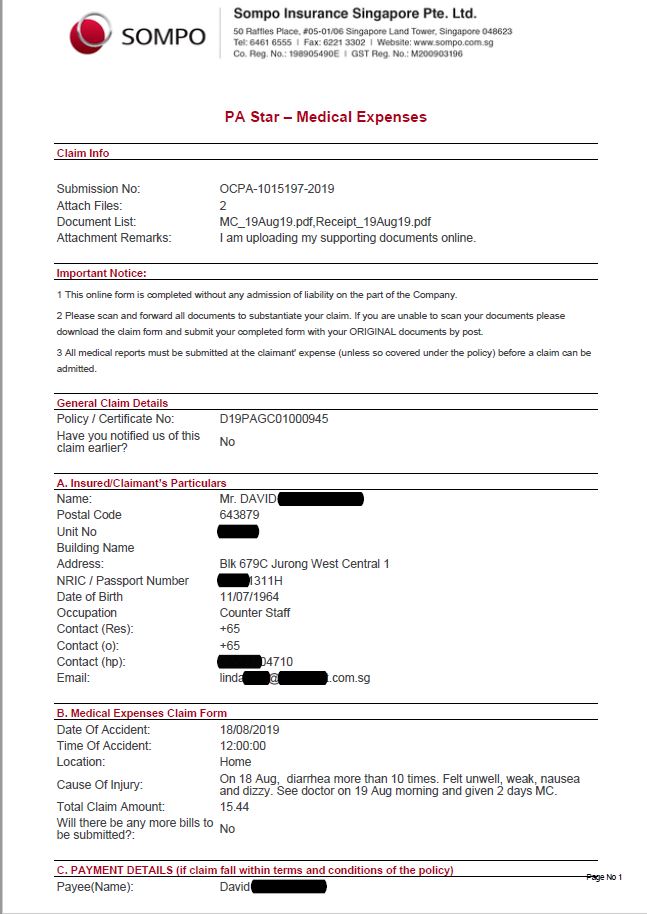 SOMPO
Sompo Insurance Singapore Pte. Ltd.
50 Raffles Place, #05-01/06 Singapore Land Tower, Singapore 048623
Tel: 6461 6555 | Fax: 6221 3302 | Website: www.sompo.com.sg
Co. Reg. No.: 198905490E | GST Reg. No.: M200903196
PA Star – Medical Expenses
Claim Info
Submission No: OCPA-1015197-2019
Attach Files: 2
Document List: MC_19Aug19.pdf,Receipt_19Aug19.pdf
Attachment Remarks: I am uploading my supporting documents online.
Important Notice:
1 This online form is completed without any admission of liability on the part of the Company.
2 Please scan and forward all documents to substantiate your claim. If you are unable to scan your documents please
download the claim form and submit your completed form with your ORIGINAL documents by post.
3 All medical reports must be submitted at the claimant' expense (unless so covered under the policy) before a claim can be
admitted.
General Claim Details
Policy / Certificate No: D19PAGC01000945
Have you notified us of this
claim earlier? No
A. Insured/Claimant's Particulars
Name: Mr. DAVID
Postal Code 643879
Unit No
Building Name
Address: Blk 679C Jurong West Central 1
NRIC / Passport Number 1311H
Date of Birth 11/07/1964
Occupation Counter Staff
Contact (Res): +65
Contact (o): +65
Contact (hp): 04710
Email: linda @ .com.sg
B. Medical Expenses Claim Form
Date Of Accident: 18/08/2019
Time Of Accident: 12:00:00
Location: Home
Cause Of Injury: On 18 Aug, diarrhea more than 10 times. Felt unwell, weak, nausea
and dizzy. See doctor on 19 Aug morning and given 2 days MC.
Total Claim Amount: 15.44
Will there be any more bills to
be submitted?: No
C. PAYMENT DETAILS (if claim fall within terms and conditions of the policy)
Page No 1
Payee(Name): David